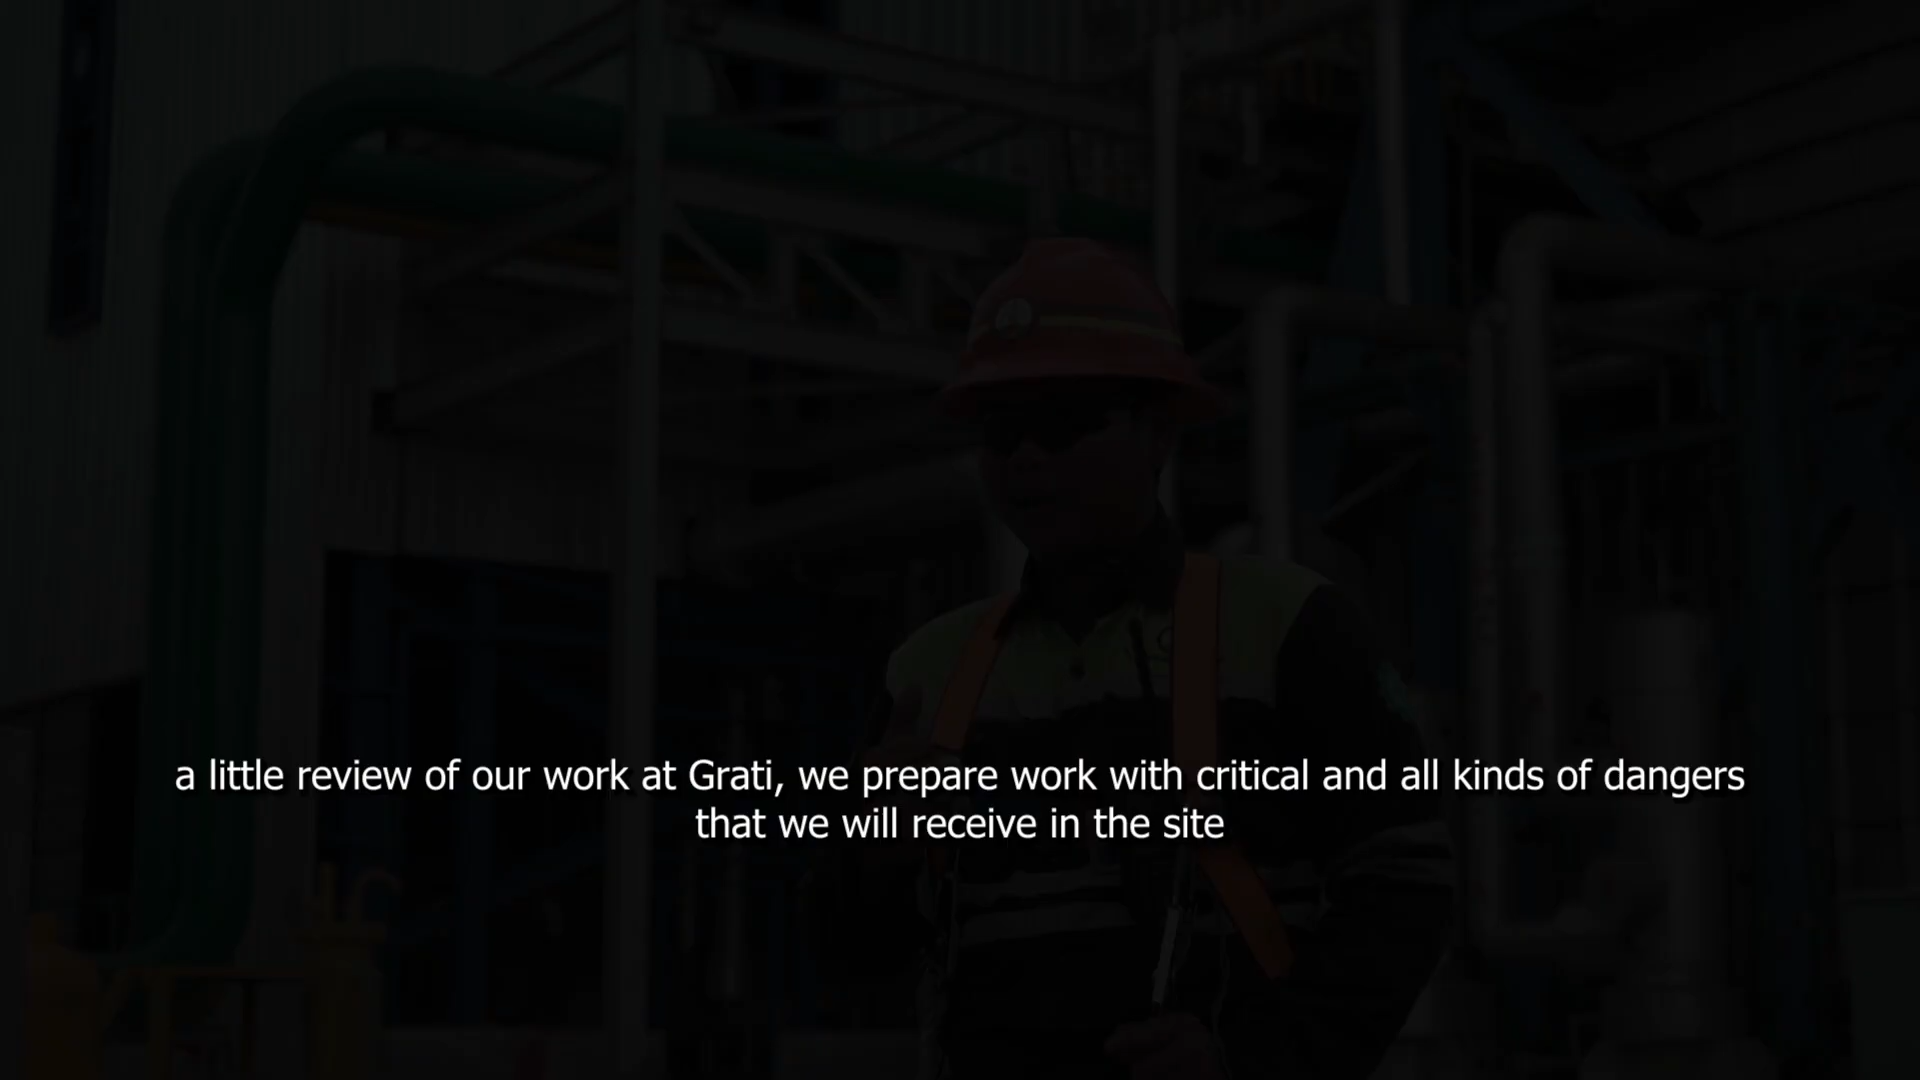 a little review of our work at Grati, we prepare work with critical and all kinds of dangers
that we will receive in the site